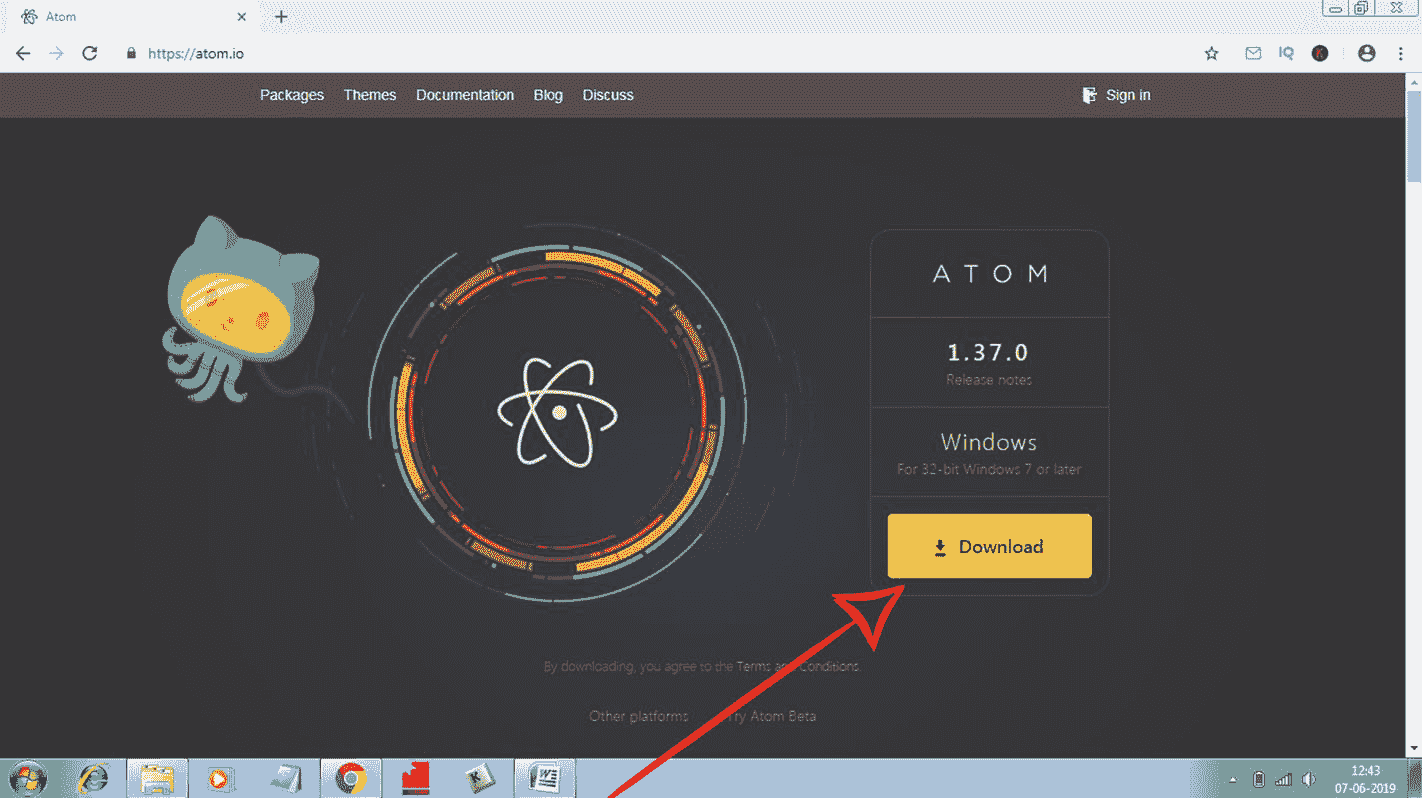 Atom
https://atom.io
Packages Themes Documentation Blog Discuss Sign in
ATOM
1.37.0
Release notes
Windows
For 32-bit Windows 7 or later
Download
By downloading, you agree to the Terms and Conditions.
Other platforms Try Atom Beta
12:43
07-06-2019